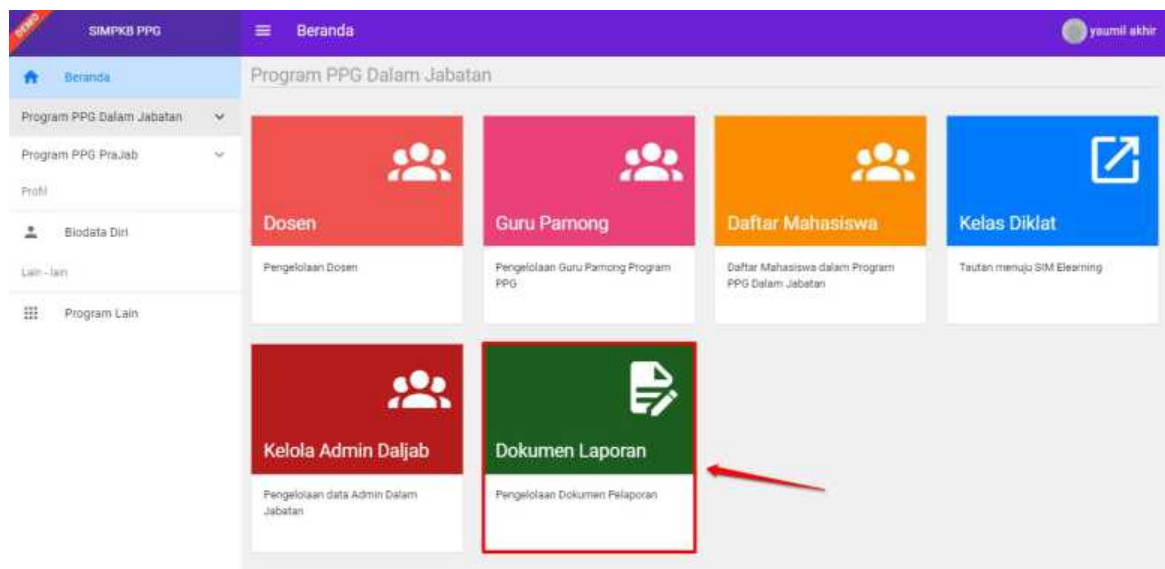 DEMO
SIMPKB PPG
Beranda
yaumil akhir
Beranda
Program PPG Dalam Jabatan
Program PPG PraJab
Profil
Biodata Diri
Lain - lain
Program Lain
Program PPG Dalam Jabatan
Dosen
Pengelolaan Dosen
Guru Pamong
Pengelolaan Guru Pamong Program
PPG
Daftar Mahasiswa
Daftar Mahasiswa dalam Program
PPG Dalam Jabatan
Kelas Diklat
Tautan menuju SIM Elearning
Kelola Admin Daljab
Pengelolaan data Admin Dalam
Jabatan
Dokumen Laporan
Pengelolaan Dokumen Pelaporan